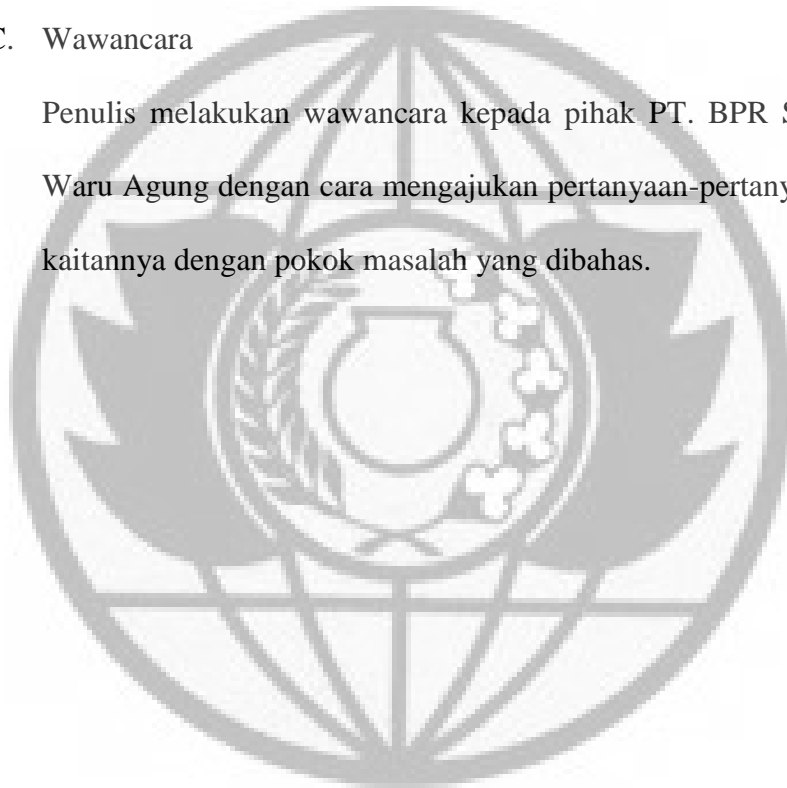 C. Wawancara
Penulis melakukan wawancara kepada pihak PT. BPR S
Waru Agung dengan cara mengajukan pertanyaan-pertany
kaitannya dengan pokok masalah yang dibahas.